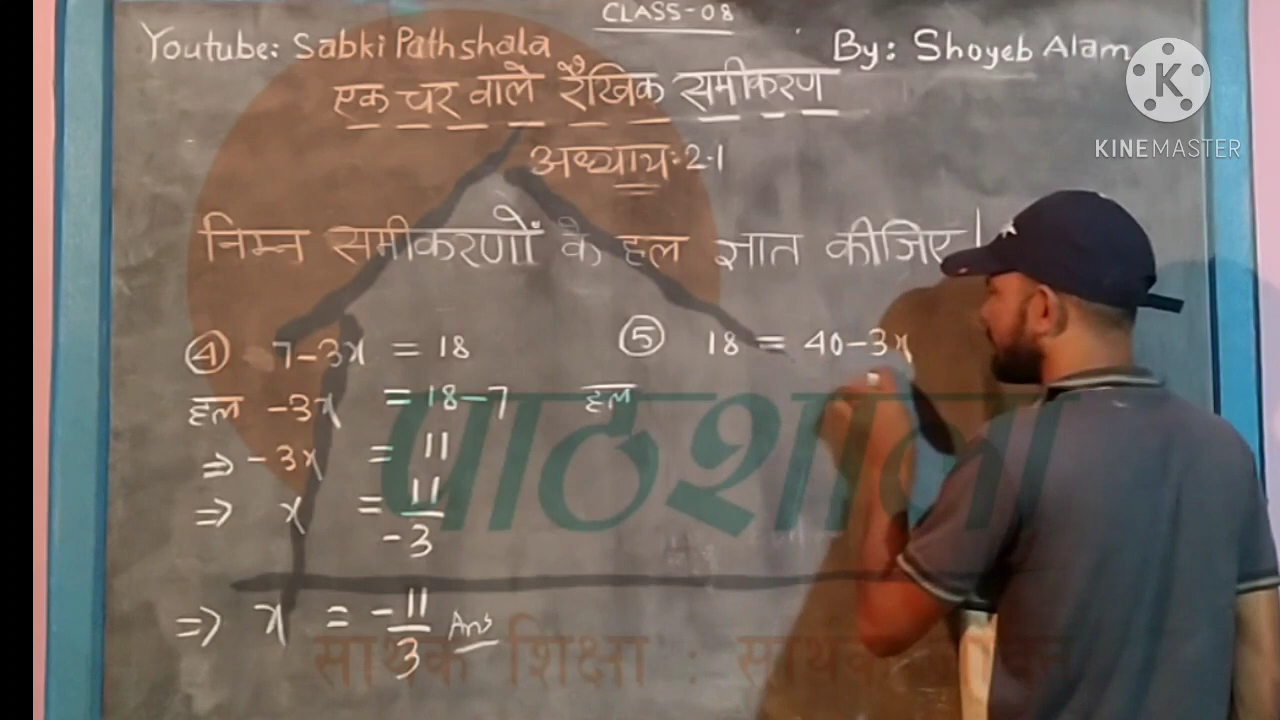 CLASS-08
Youtube: Sabki Pathshala By: Shoyeb Alam
KINEMASTER
एक चर वाले रैखिक समीकरण
अध्याय:2.1
निम्न समीकरणों के हल ज्ञात कीजिए।
④ 7-3x = 18
हल -3x = 18-7
⇒ -3x = 11
⇒ x = 11/-3
⇒ x = -11/3 Ans
⑤ 18 = 40-3x
हल
पाठशाला
सार्थक शिक्षा : सार्थक